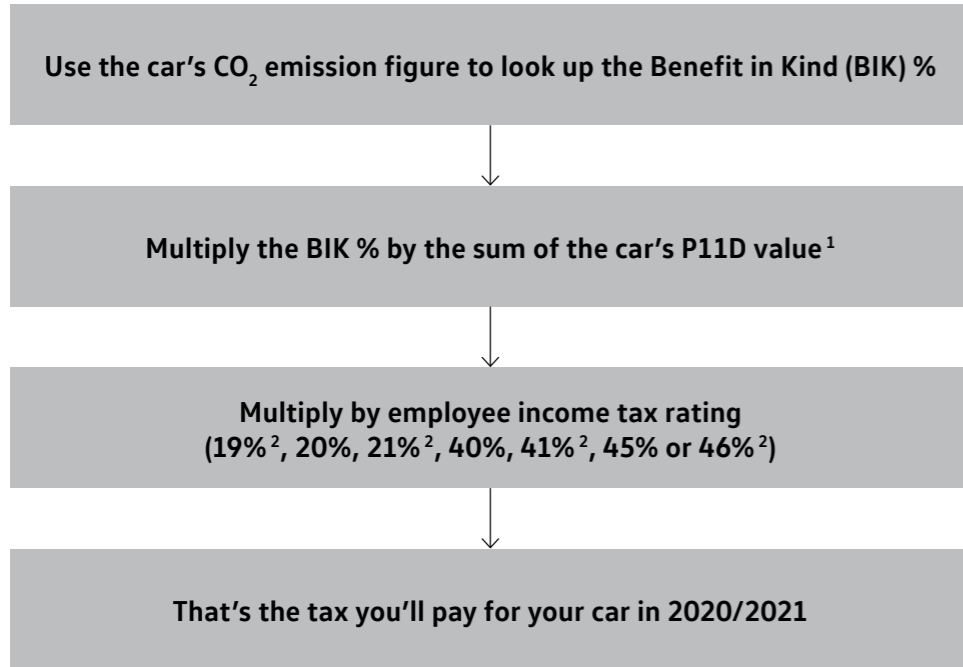 Use the car’s CO₂ emission figure to look up the Benefit in Kind (BIK) %
Multiply the BIK % by the sum of the car’s P11D value¹
Multiply by employee income tax rating
(19%², 20%, 21%², 40%, 41%², 45% or 46%²)
That’s the tax you’ll pay for your car in 2020/2021